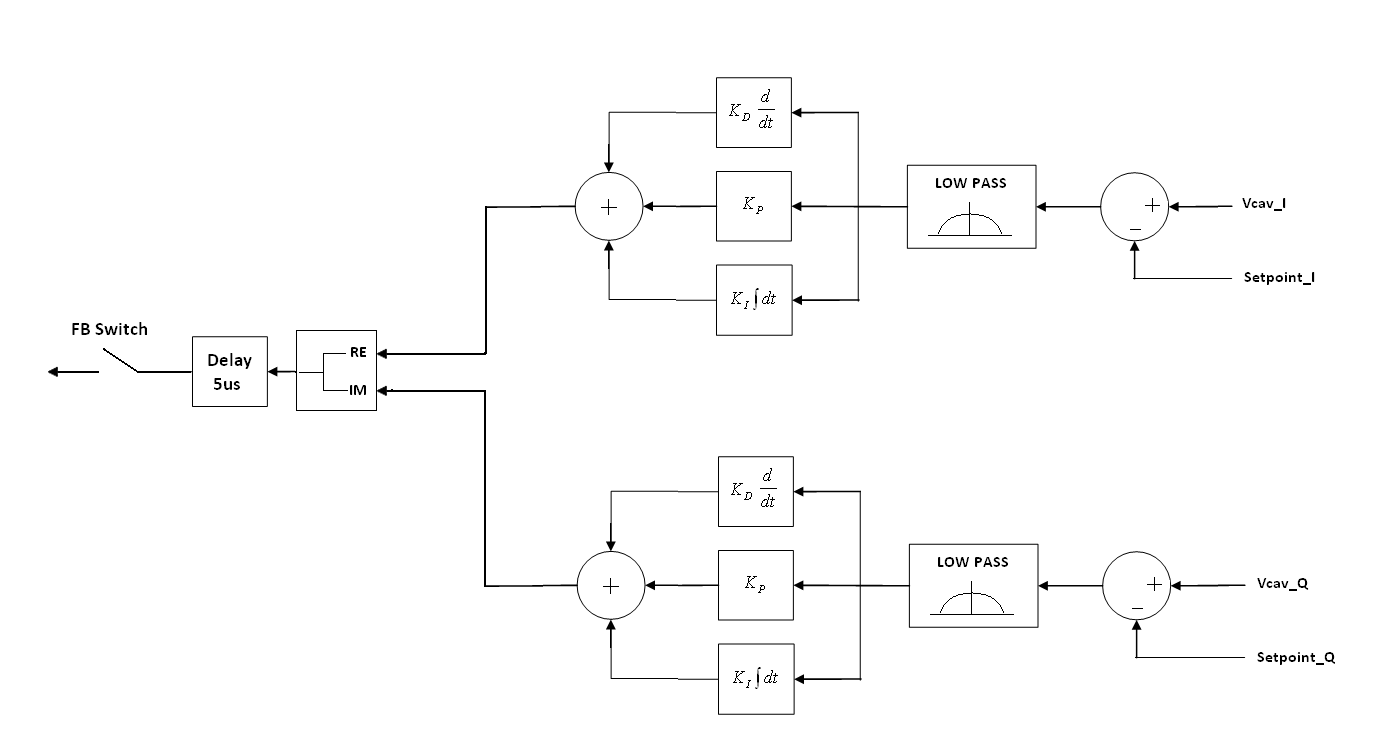 K_D d/dt
LOW PASS
+
K_P
+
Vcav_I
–
Setpoint_I
K_I ∫ dt
FB Switch
RE
Delay
5us
IM
K_D d/dt
LOW PASS
+
K_P
+
Vcav_Q
–
Setpoint_Q
K_I ∫ dt